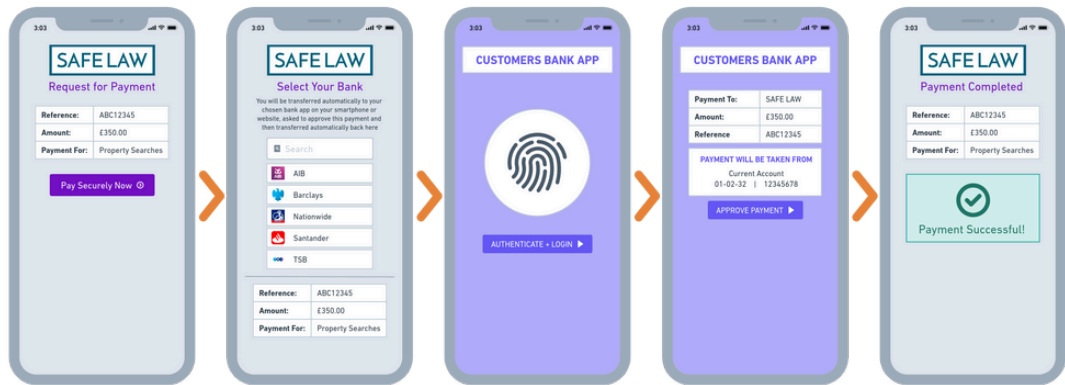 3:03
SAFE LAW
Request for Payment
Reference: ABC12345
Amount: £350.00
Payment For: Property Searches
Pay Securely Now
3:03
SAFE LAW
Select Your Bank
You will be transferred automatically to your
chosen bank app on your smartphone or
website, asked to approve this payment and
then transferred automatically back here
Search
AIB
AIB
Barclays
Nationwide
Santander
TSB
Reference: ABC12345
Amount: £350.00
Payment For: Property Searches
3:03
CUSTOMERS BANK APP
AUTHENTICATE + LOGIN
3:03
CUSTOMERS BANK APP
Payment To: SAFE LAW
Amount: £350.00
Reference ABC12345
PAYMENT WILL BE TAKEN FROM
Current Account
01-02-32 | 12345678
APPROVE PAYMENT
3:03
SAFE LAW
Payment Completed
Reference: ABC12345
Amount: £350.00
Payment For: Property Searches
Payment Successful!